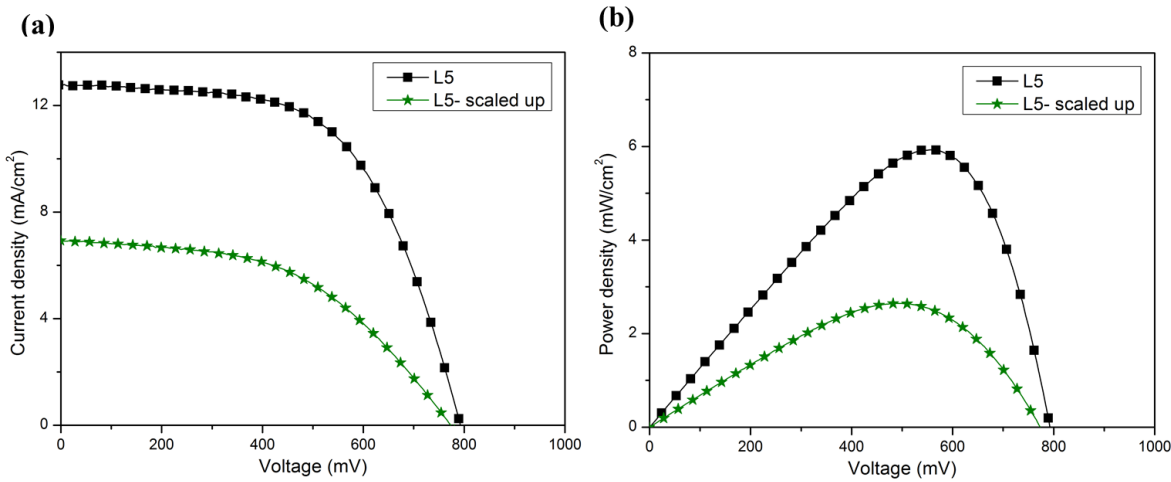 (a)
L5
L5- scaled up
Current density (mA/cm²)
12
8
4
0
0 200 400 600 800 1000
Voltage (mV)
(b)
L5
L5- scaled up
Power density (mW/cm²)
8
6
4
2
0
0 200 400 600 800 1000
Voltage (mV)